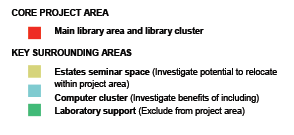 CORE PROJECT AREA
Main library area and library cluster
KEY SURROUNDING AREAS
Estates seminar space (Investigate potential to relocate
within project area)
Computer cluster (Investigate benefits of including)
Laboratory support (Exclude from project area)